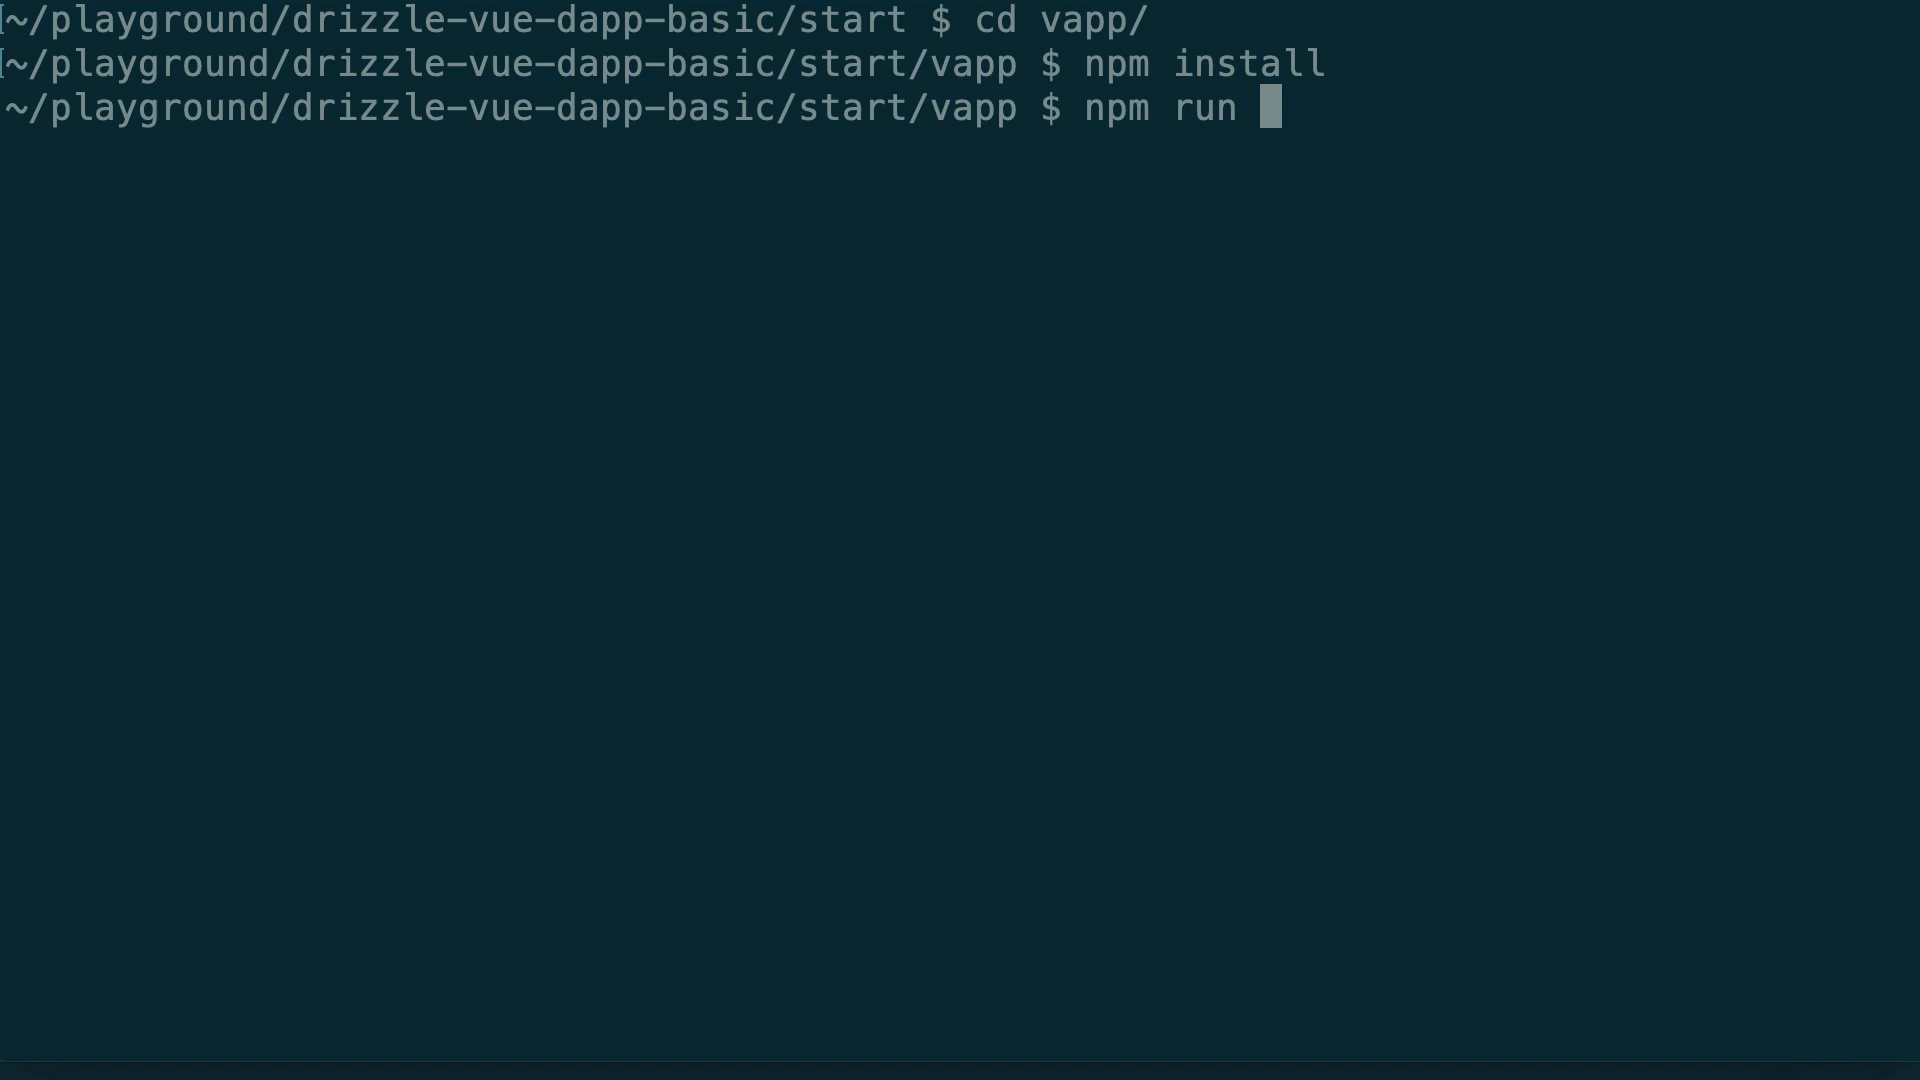 ~/playground/drizzle-vue-dapp-basic/start $ cd vapp/
~/playground/drizzle-vue-dapp-basic/start/vapp $ npm install
~/playground/drizzle-vue-dapp-basic/start/vapp $ npm run